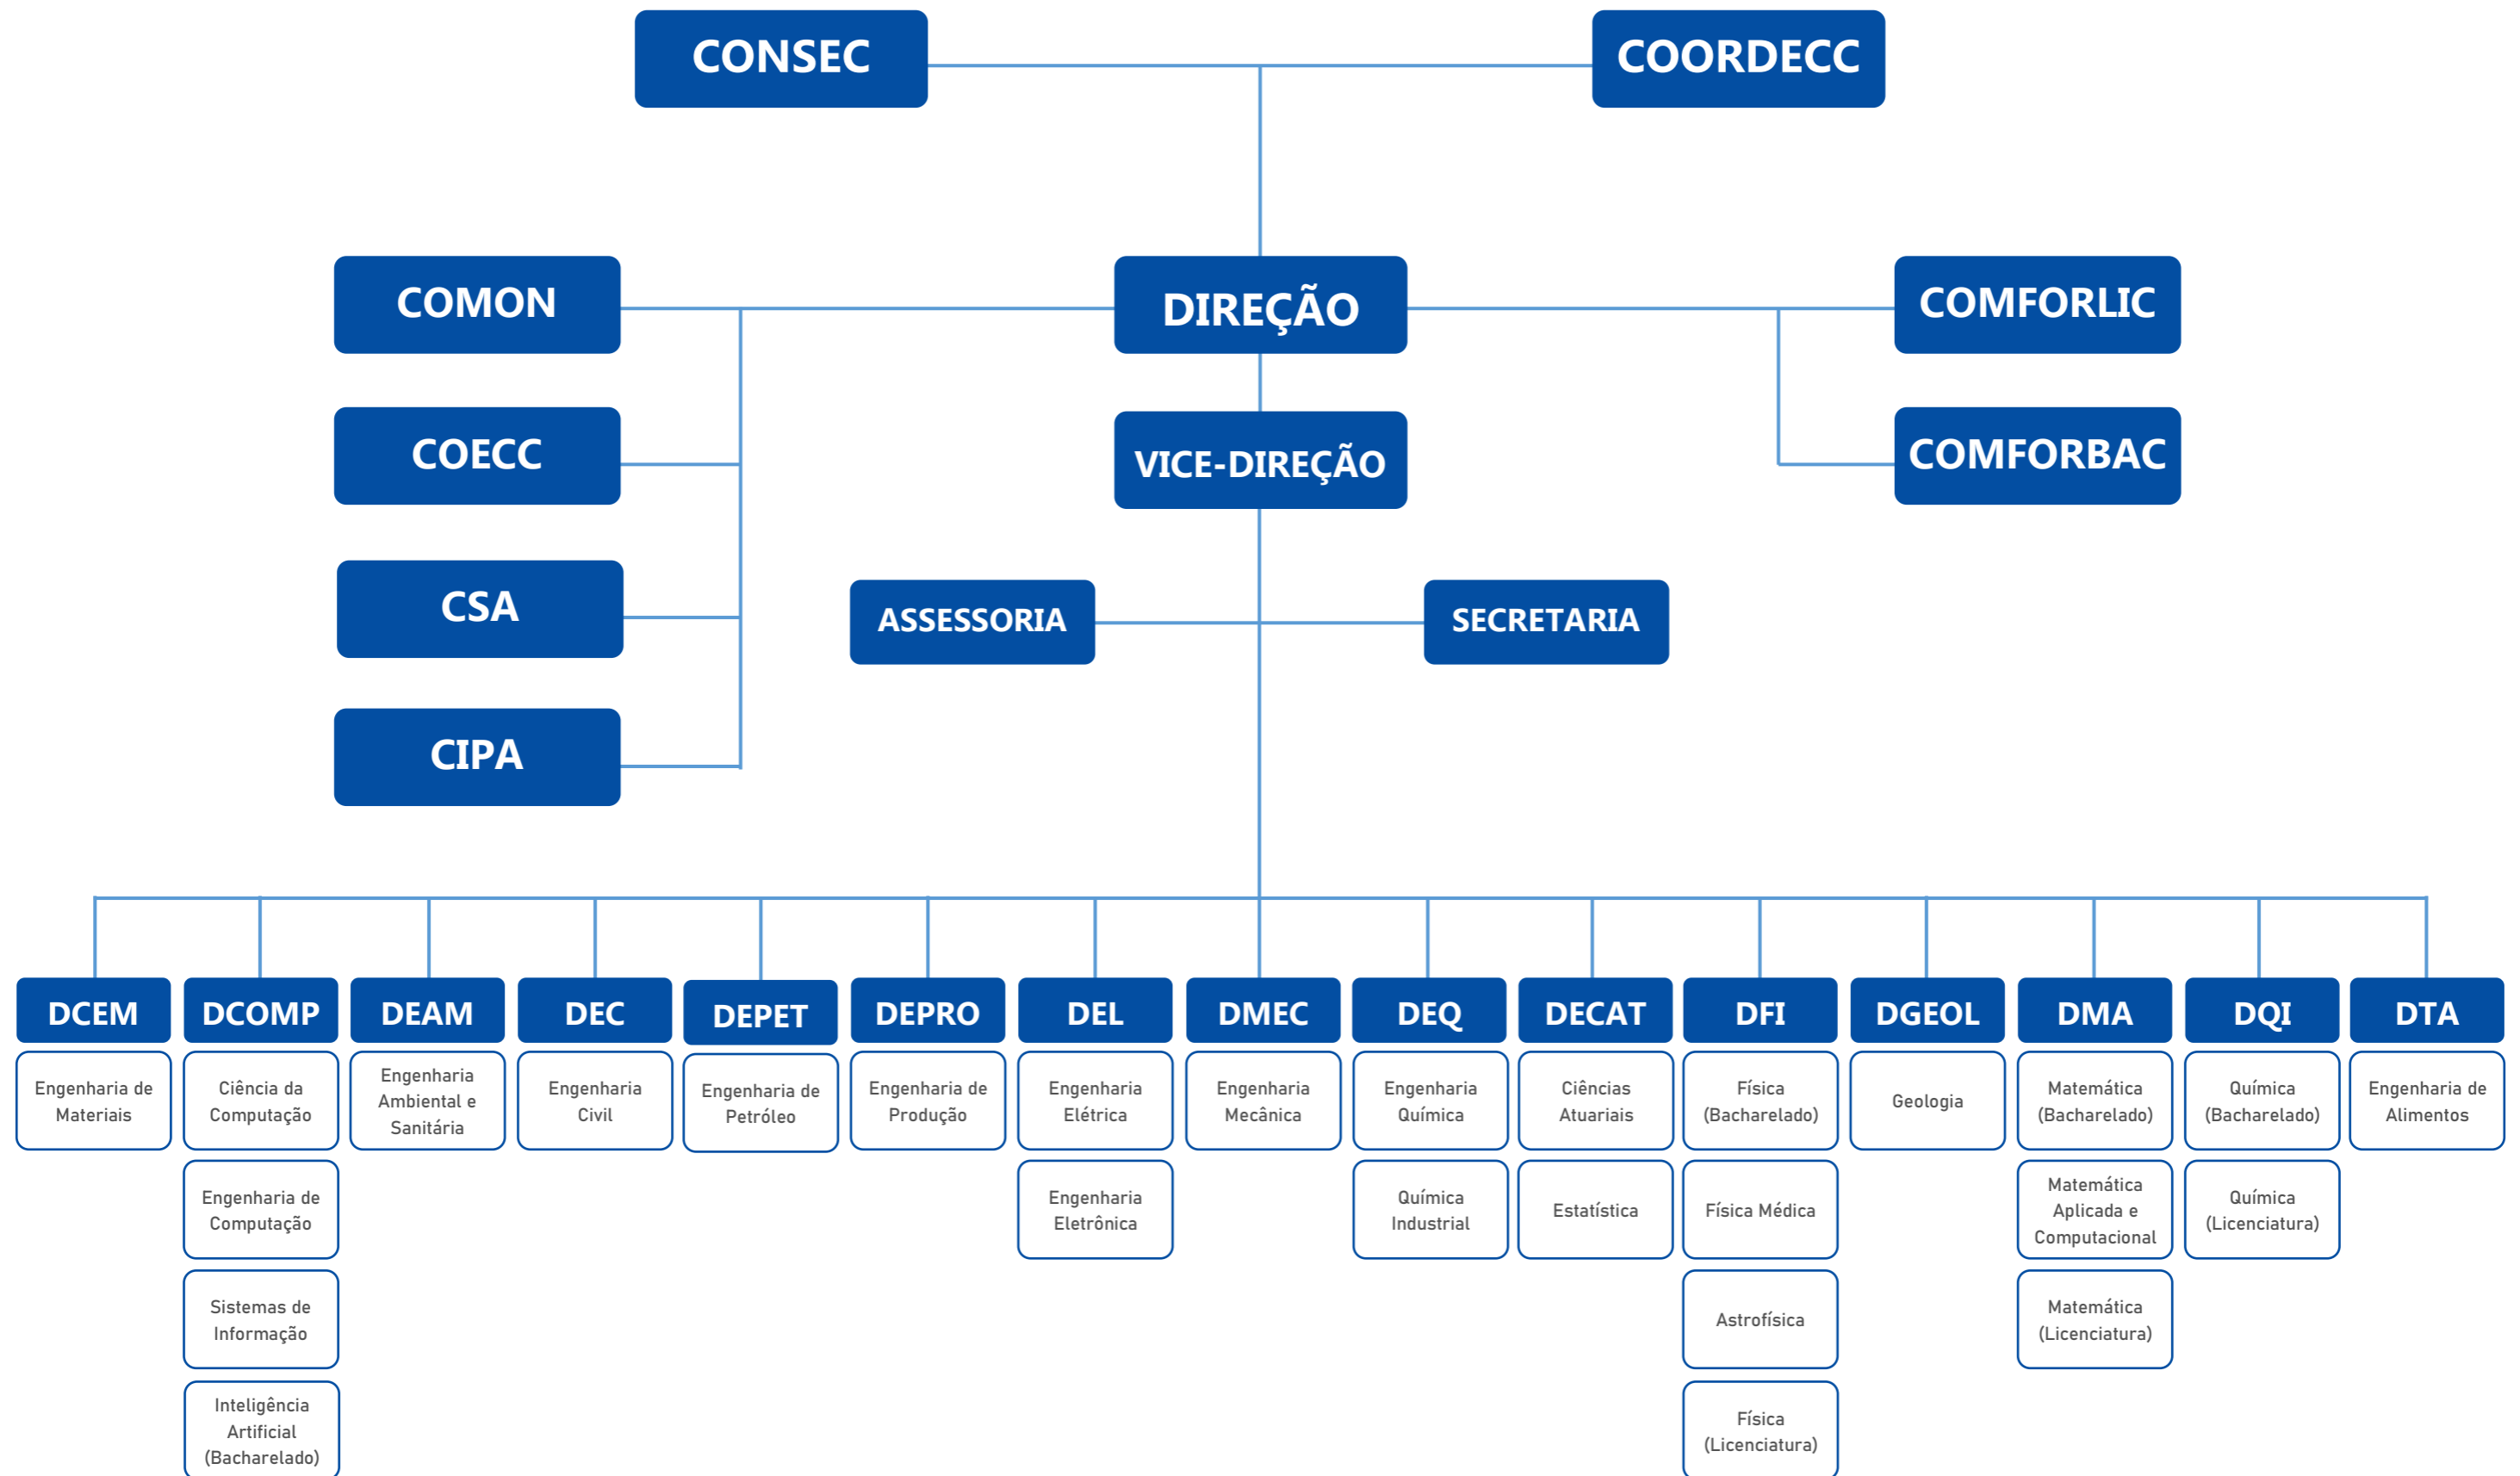 CONSEC
COORDECC
COMON
DIREÇÃO
COMFORLIC
COECC
VICE-DIREÇÃO
COMFORBAC
CSA
ASSESSORIA
SECRETARIA
CIPA
DCEM
DCOMP
DEAM
DEC
DEPET
DEPRO
DEL
DMEC
DEQ
DECAT
DFI
DGEOL
DMA
DQI
DTA
Engenharia de
Materiais
Ciência da
Computação
Engenharia
Ambiental e
Sanitária
Engenharia
Civil
Engenharia de
Petróleo
Engenharia de
Produção
Engenharia
Elétrica
Engenharia
Mecânica
Engenharia
Química
Ciências
Atuariais
Física
(Bacharelado)
Geologia
Matemática
(Bacharelado)
Química
(Bacharelado)
Engenharia de
Alimentos
Engenharia de
Computação
Engenharia
Eletrônica
Química
Industrial
Estatística
Física Médica
Matemática
Aplicada e
Computacional
Química
(Licenciatura)
Sistemas de
Informação
Astrofísica
Matemática
(Licenciatura)
Inteligência
Artificial
(Bacharelado)
Física
(Licenciatura)